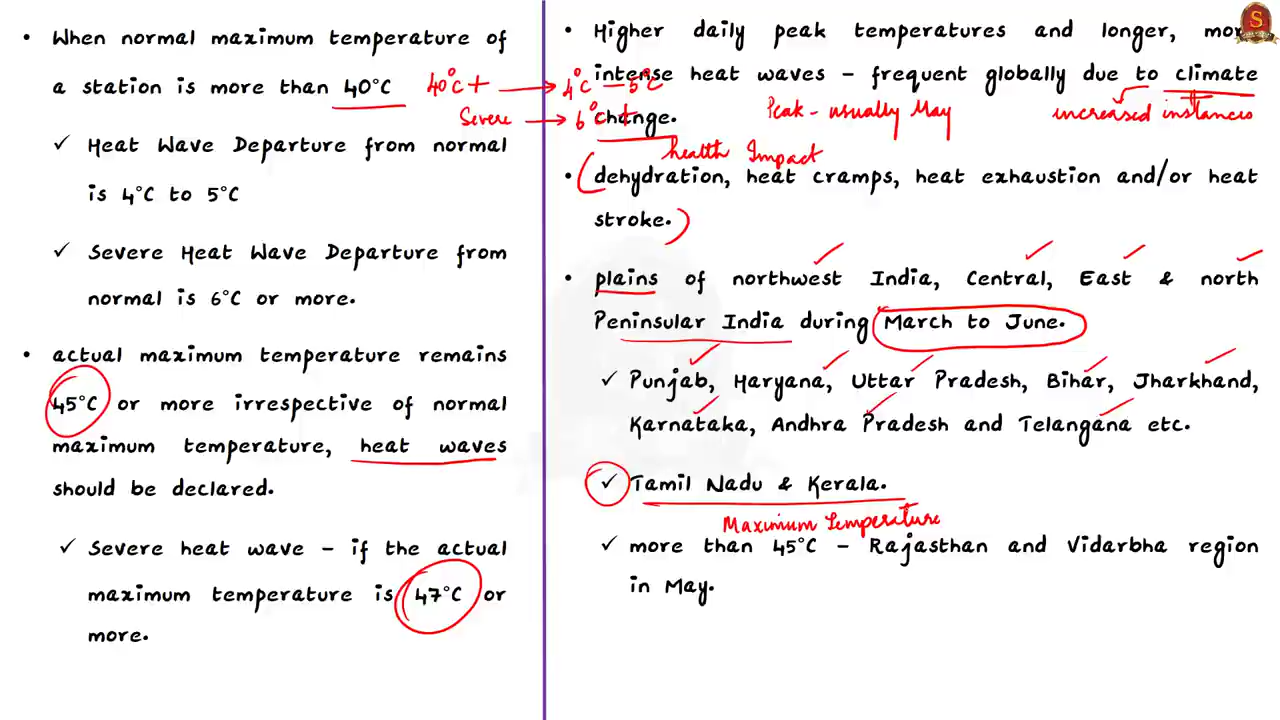 • When normal maximum temperature of
a station is more than 40°C 40°C+ → 4°C – 5°C
Severe → 6°+
✓ Heat Wave Departure from normal
is 4°C to 5°C
✓ Severe Heat Wave Departure from
normal is 6°C or more.
• actual maximum temperature remains
45°C or more irrespective of normal
maximum temperature, heat waves
should be declared.
✓ Severe heat wave – if the actual
maximum temperature is 47°C or
more.
• Higher daily peak temperatures and longer, more
intense heat waves – frequent globally due to climate
change. Peak - usually May increased instances
health Impact
• dehydration, heat cramps, heat exhaustion and/or heat
stroke.
• plains of northwest India, Central, East & north
Peninsular India during March to June.
✓ Punjab, Haryana, Uttar Pradesh, Bihar, Jharkhand,
Karnataka, Andhra Pradesh and Telangana etc.
✓ Tamil Nadu & Kerala.
Maximum Temperature
✓ more than 45°C – Rajasthan and Vidarbha region
in May.
S